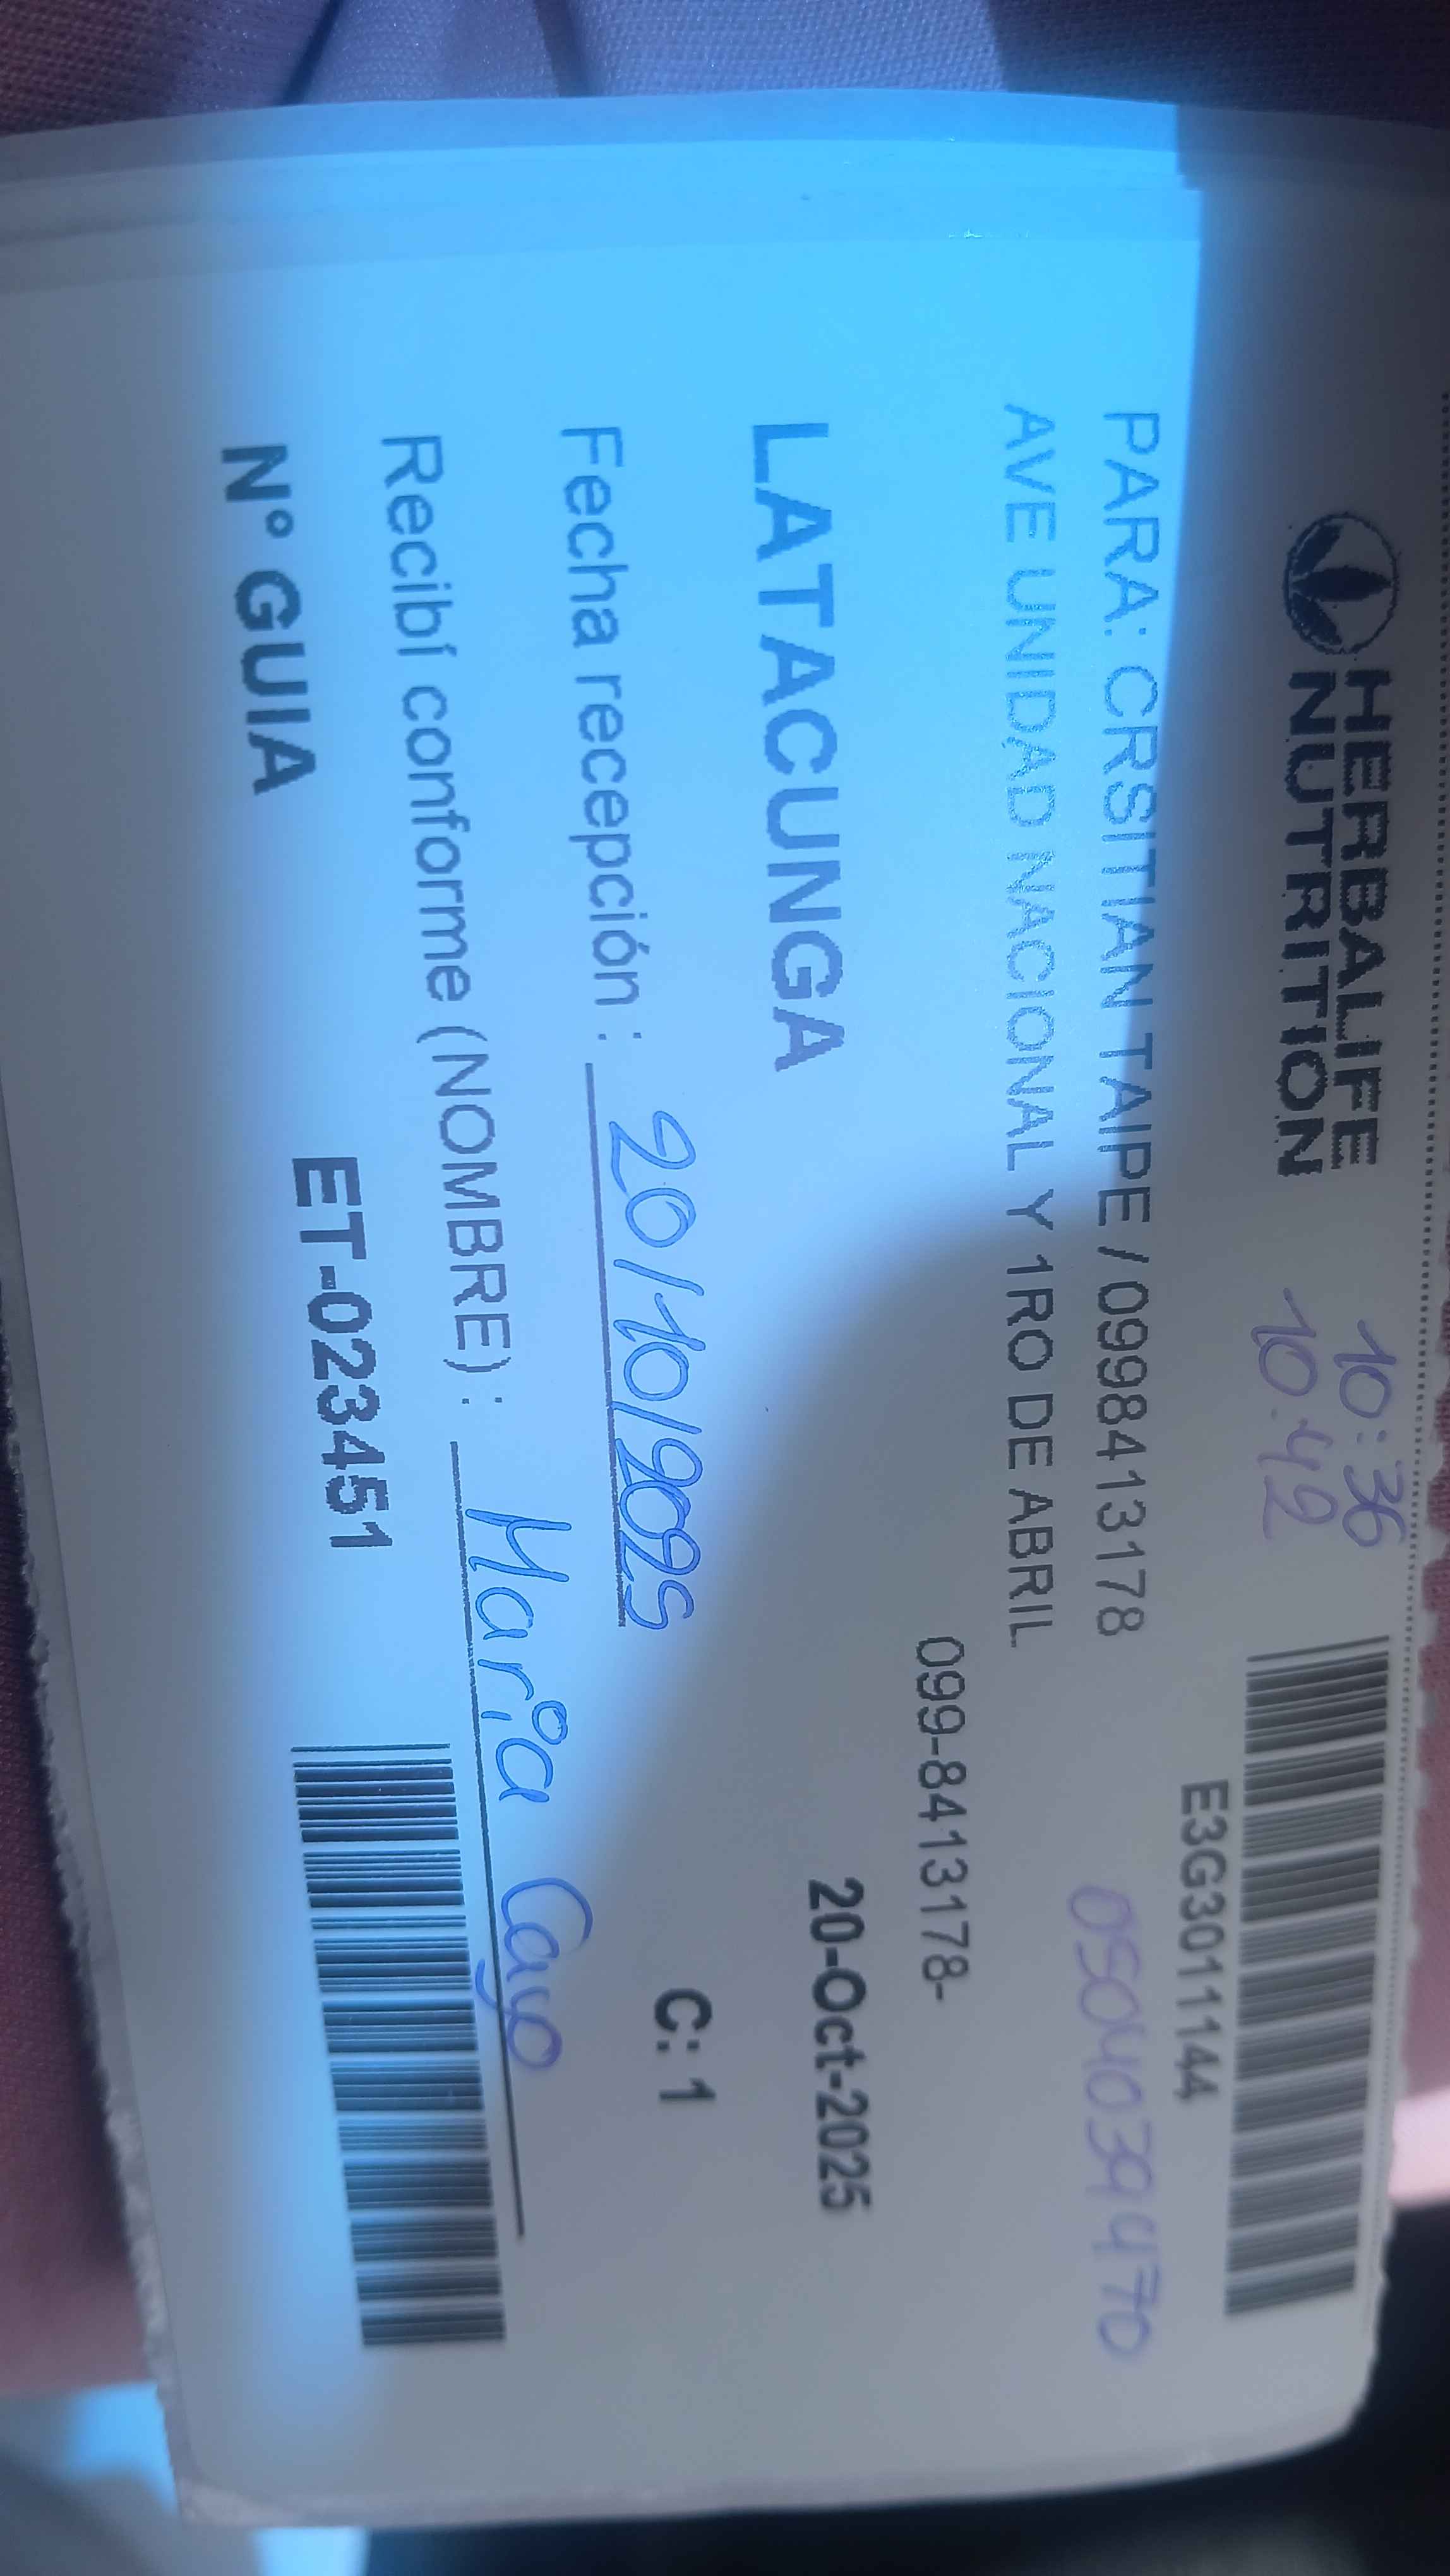 HERBALIFE
NUTRITION
10:36
10:42
E3G301144
PARA: CRSITIAN TAIPE / 0998413178
0504039470
AVE UNIDAD NACIONAL Y 1RO DE ABRIL
099-8413178-
LATACUNGA
20-Oct-2025
Fecha recepción : 20/10/2025
C: 1
Recibí conforme (NOMBRE) : Maria Cayo
N° GUIA ET-023451